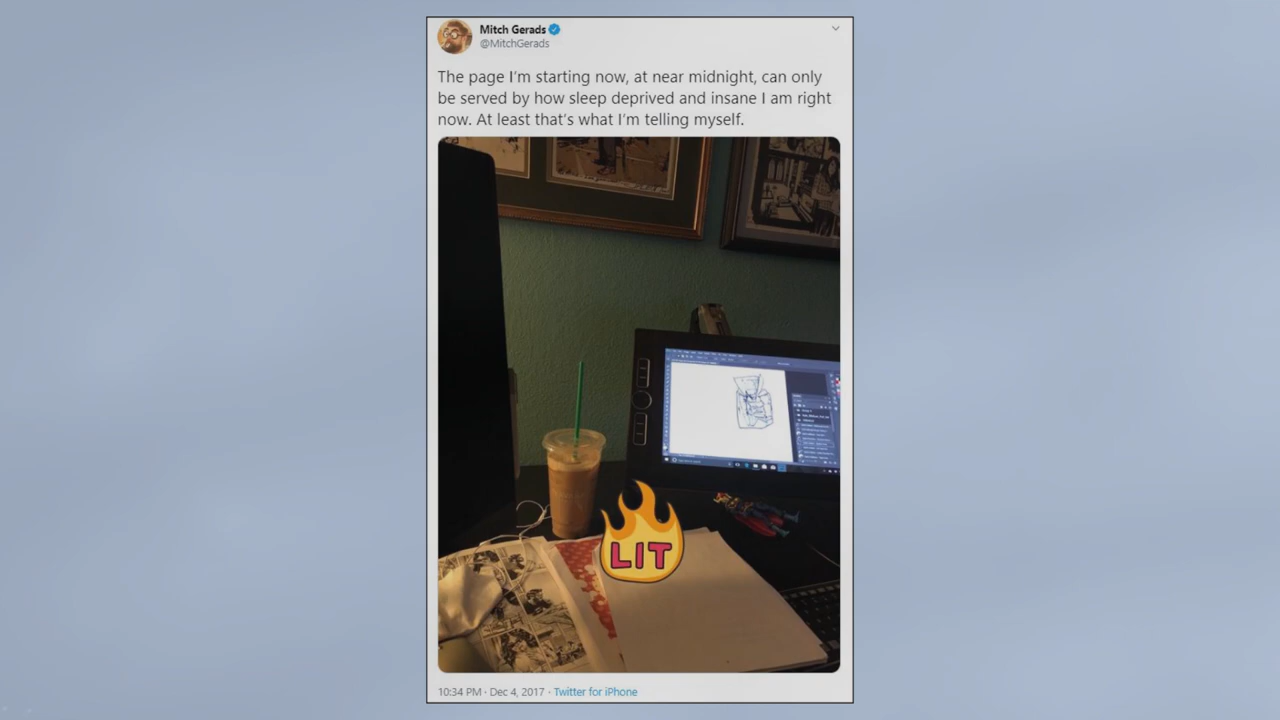 Mitch Gerads
@MitchGerads
The page I'm starting now, at near midnight, can only
be served by how sleep deprived and insane I am right
now. At least that's what I'm telling myself.
LIT
10:34 PM · Dec 4, 2017 · Twitter for iPhone